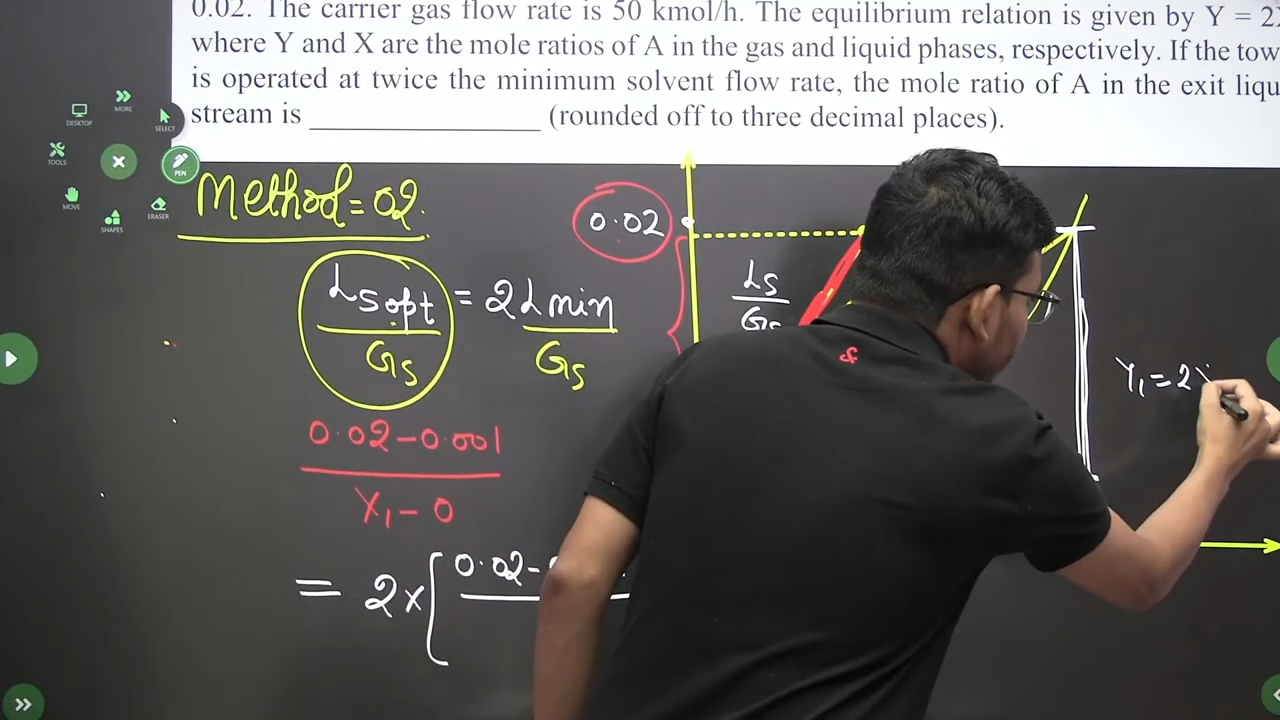 0.02. The carrier gas flow rate is 50 kmol/h. The equilibrium relation is given by Y = 2
where Y and X are the mole ratios of A in the gas and liquid phases, respectively. If the tow
is operated at twice the minimum solvent flow rate, the mole ratio of A in the exit liqu
stream is _______________ (rounded off to three decimal places).
MORE
DESKTOP
SELECT
TOOLS
PEN
MOVE
ERASER
SHAPES
Method = 02.
0.02
Ls opt / Gs = 2 Lmin / Gs
Ls / Gs
&
Y₁ = 2
0.02 - 0.001
X₁ - 0
= 2 × [ 0.02 -